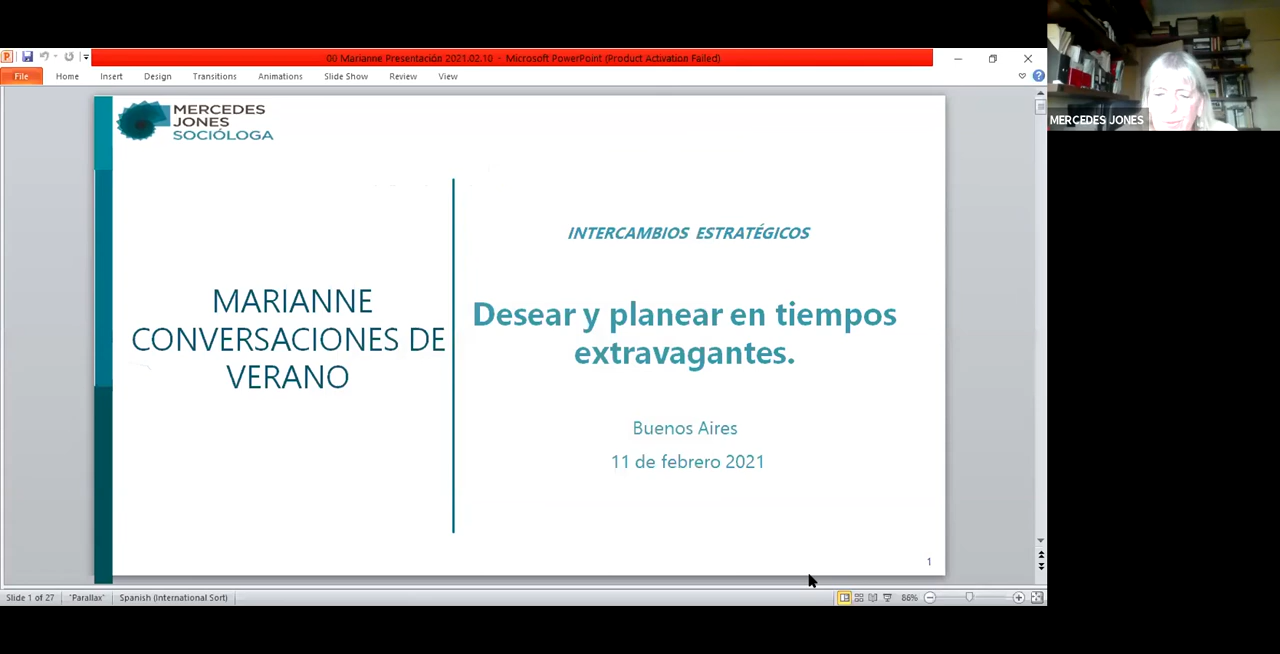 00 Marianne Presentación 2021.02.10 - Microsoft PowerPoint (Product Activation Failed)
File Home Insert Design Transitions Animations Slide Show Review View
MERCEDES
JONES
SOCIÓLOGA
MARIANNE
CONVERSACIONES DE
VERANO
INTERCAMBIOS ESTRATÉGICOS
Desear y planear en tiempos
extravagantes.
Buenos Aires
11 de febrero 2021
1
Slide 1 of 27 "Parallax" Spanish (International Sort) 86%
MERCEDES JONES